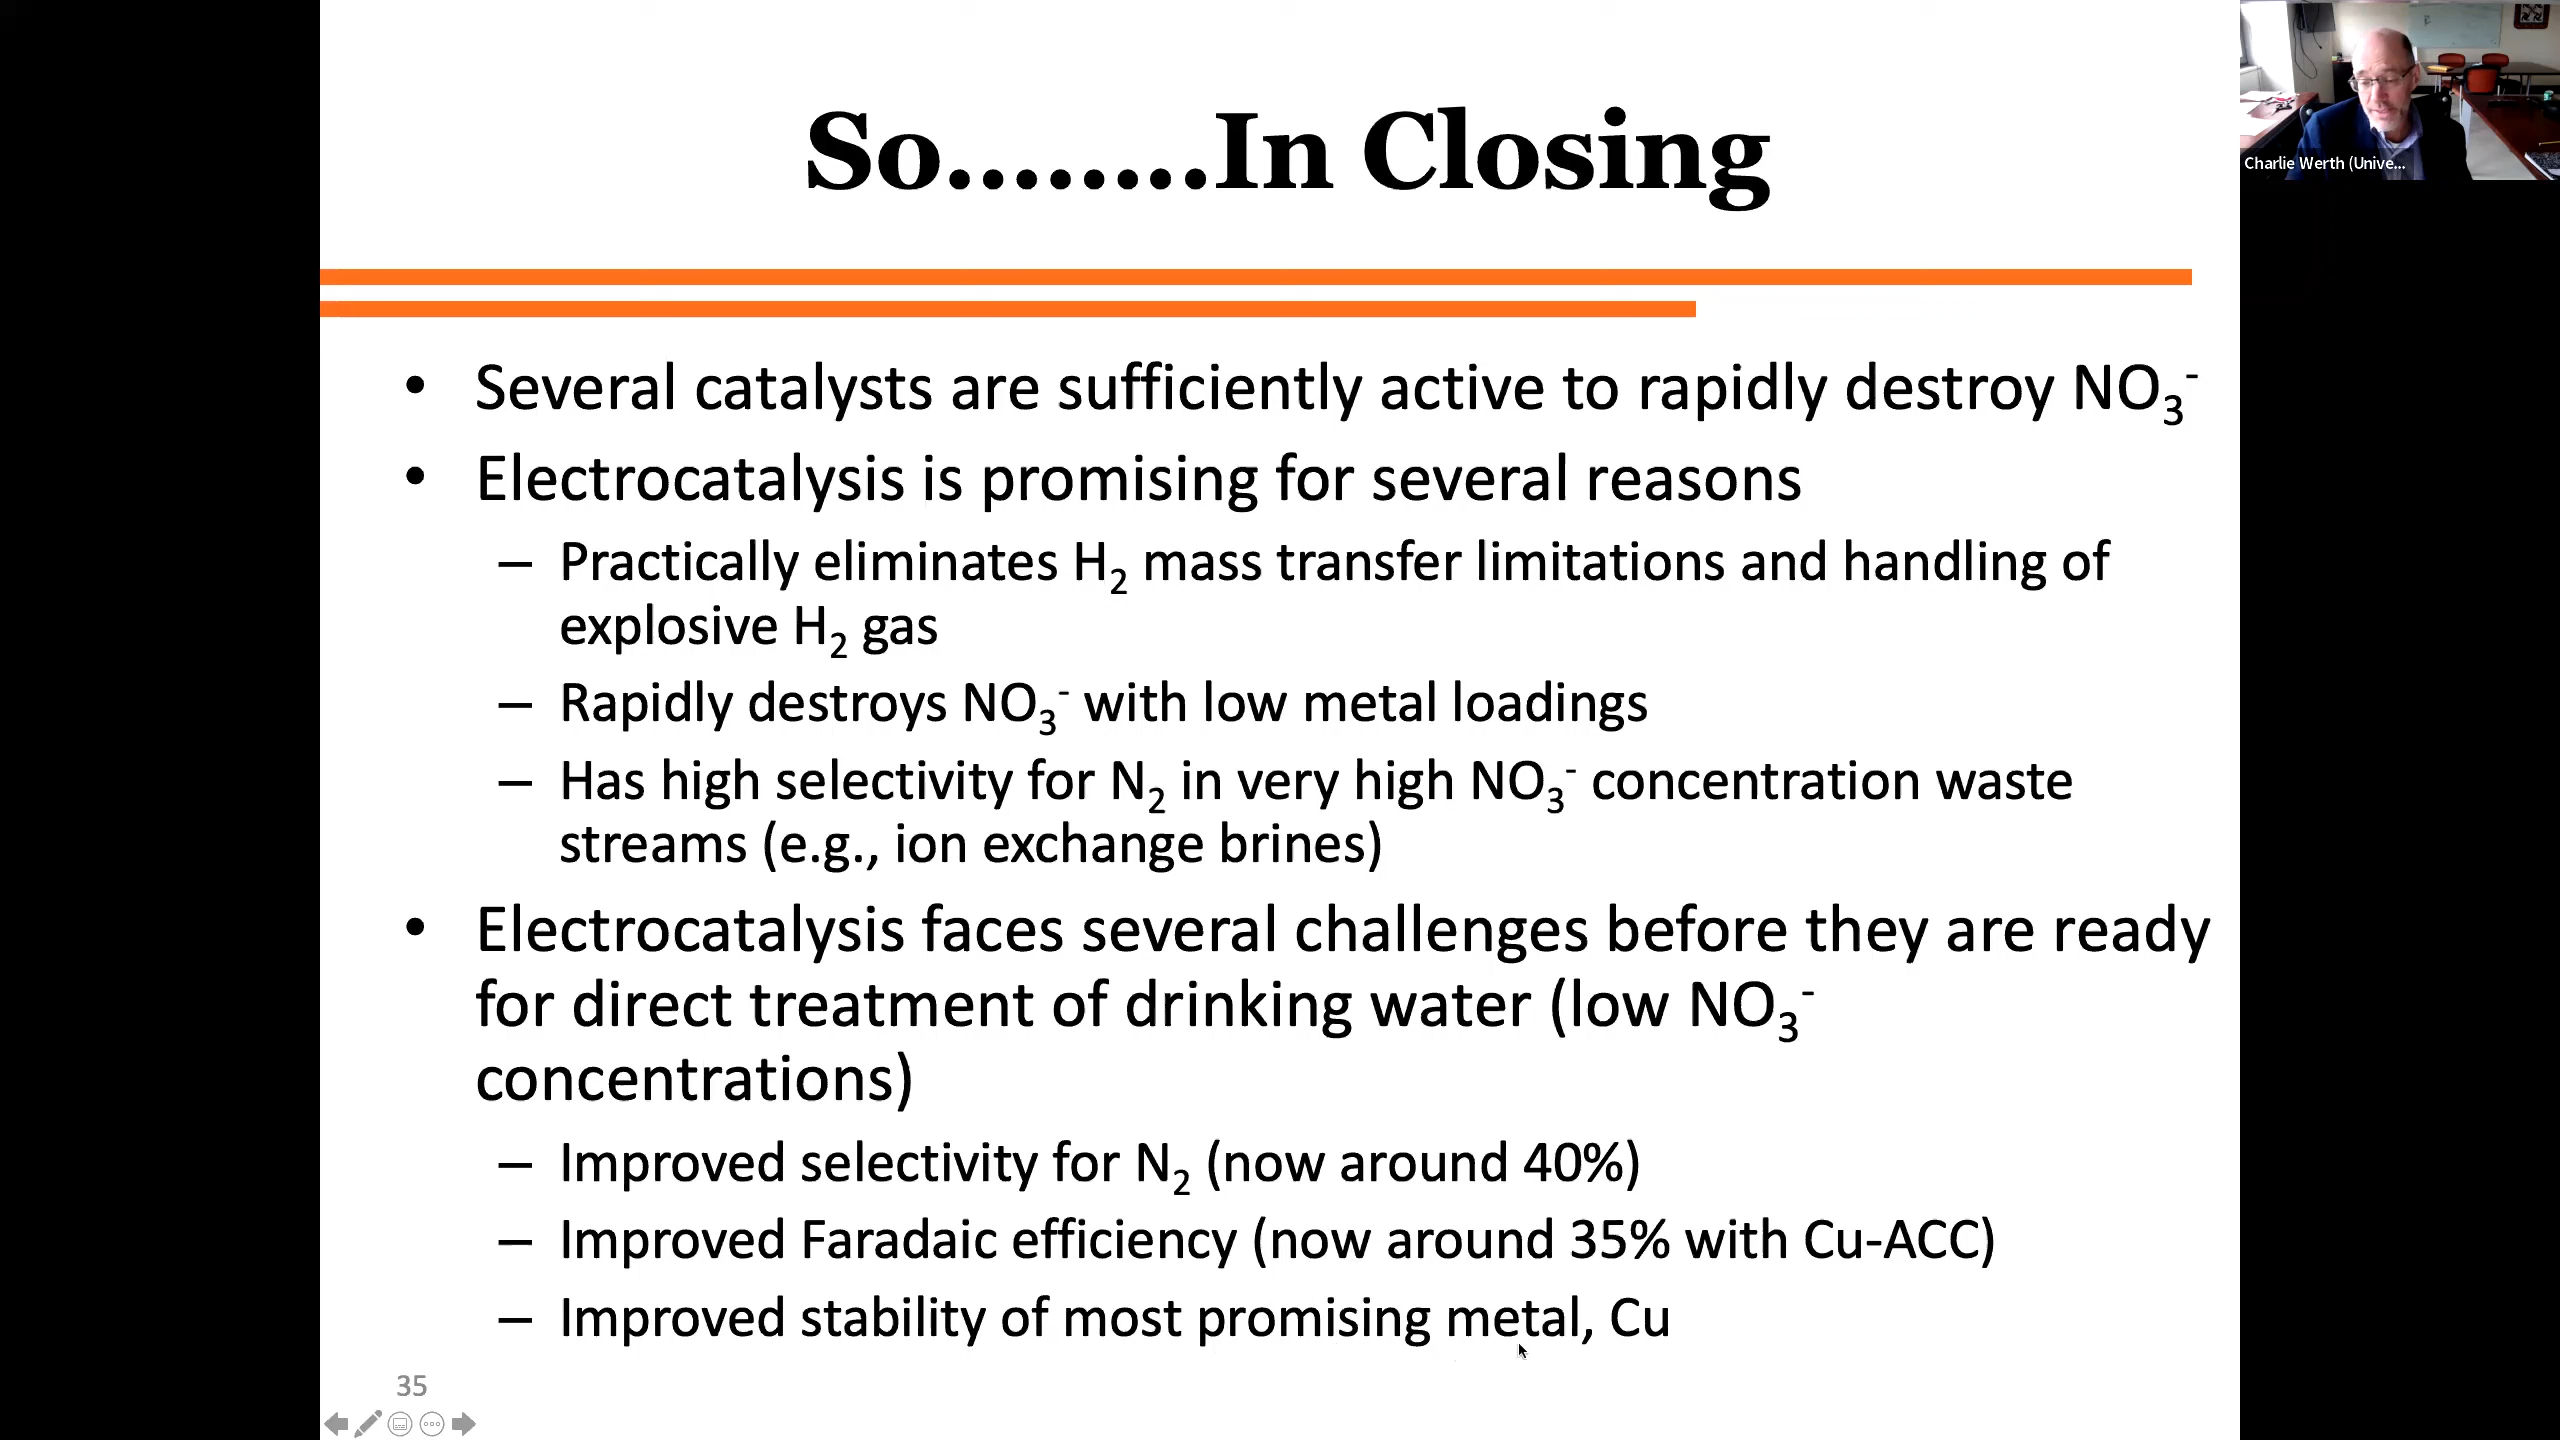 So........In Closing
Charlie Werth (Unive...
• Several catalysts are sufficiently active to rapidly destroy NO₃⁻
• Electrocatalysis is promising for several reasons
– Practically eliminates H₂ mass transfer limitations and handling of
explosive H₂ gas
– Rapidly destroys NO₃⁻ with low metal loadings
– Has high selectivity for N₂ in very high NO₃⁻ concentration waste
streams (e.g., ion exchange brines)
• Electrocatalysis faces several challenges before they are ready
for direct treatment of drinking water (low NO₃⁻
concentrations)
– Improved selectivity for N₂ (now around 40%)
– Improved Faradaic efficiency (now around 35% with Cu-ACC)
– Improved stability of most promising metal, Cu
35